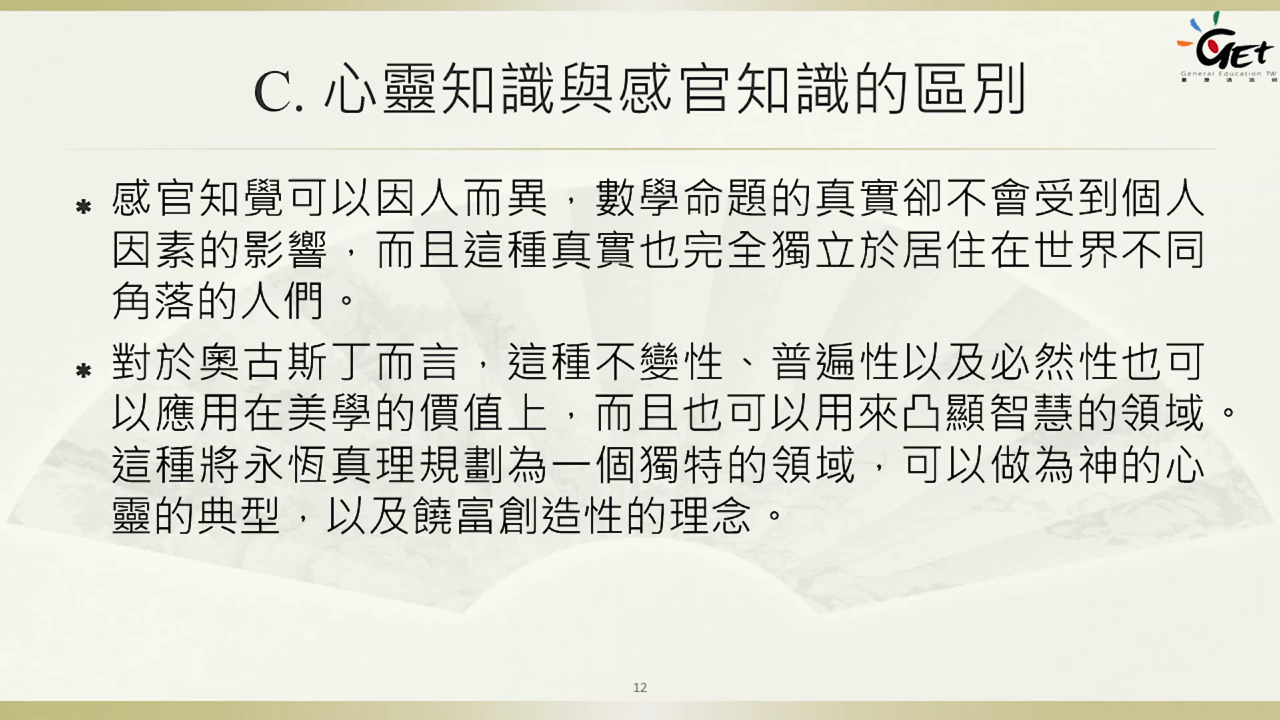 GET
General Education TW
C. 心靈知識與感官知識的區別
* 感官知覺可以因人而異，數學命題的真實卻不會受到個人
因素的影響，而且這種真實也完全獨立於居住在世界不同
角落的人們。
* 對於奧古斯丁而言，這種不變性、普遍性以及必然性也可
以應用在美學的價值上，而且也可以用來凸顯智慧的領域。
這種將永恆真理規劃為一個獨特的領域，可以做為神的心
靈的典型，以及饒富創造性的理念。
12